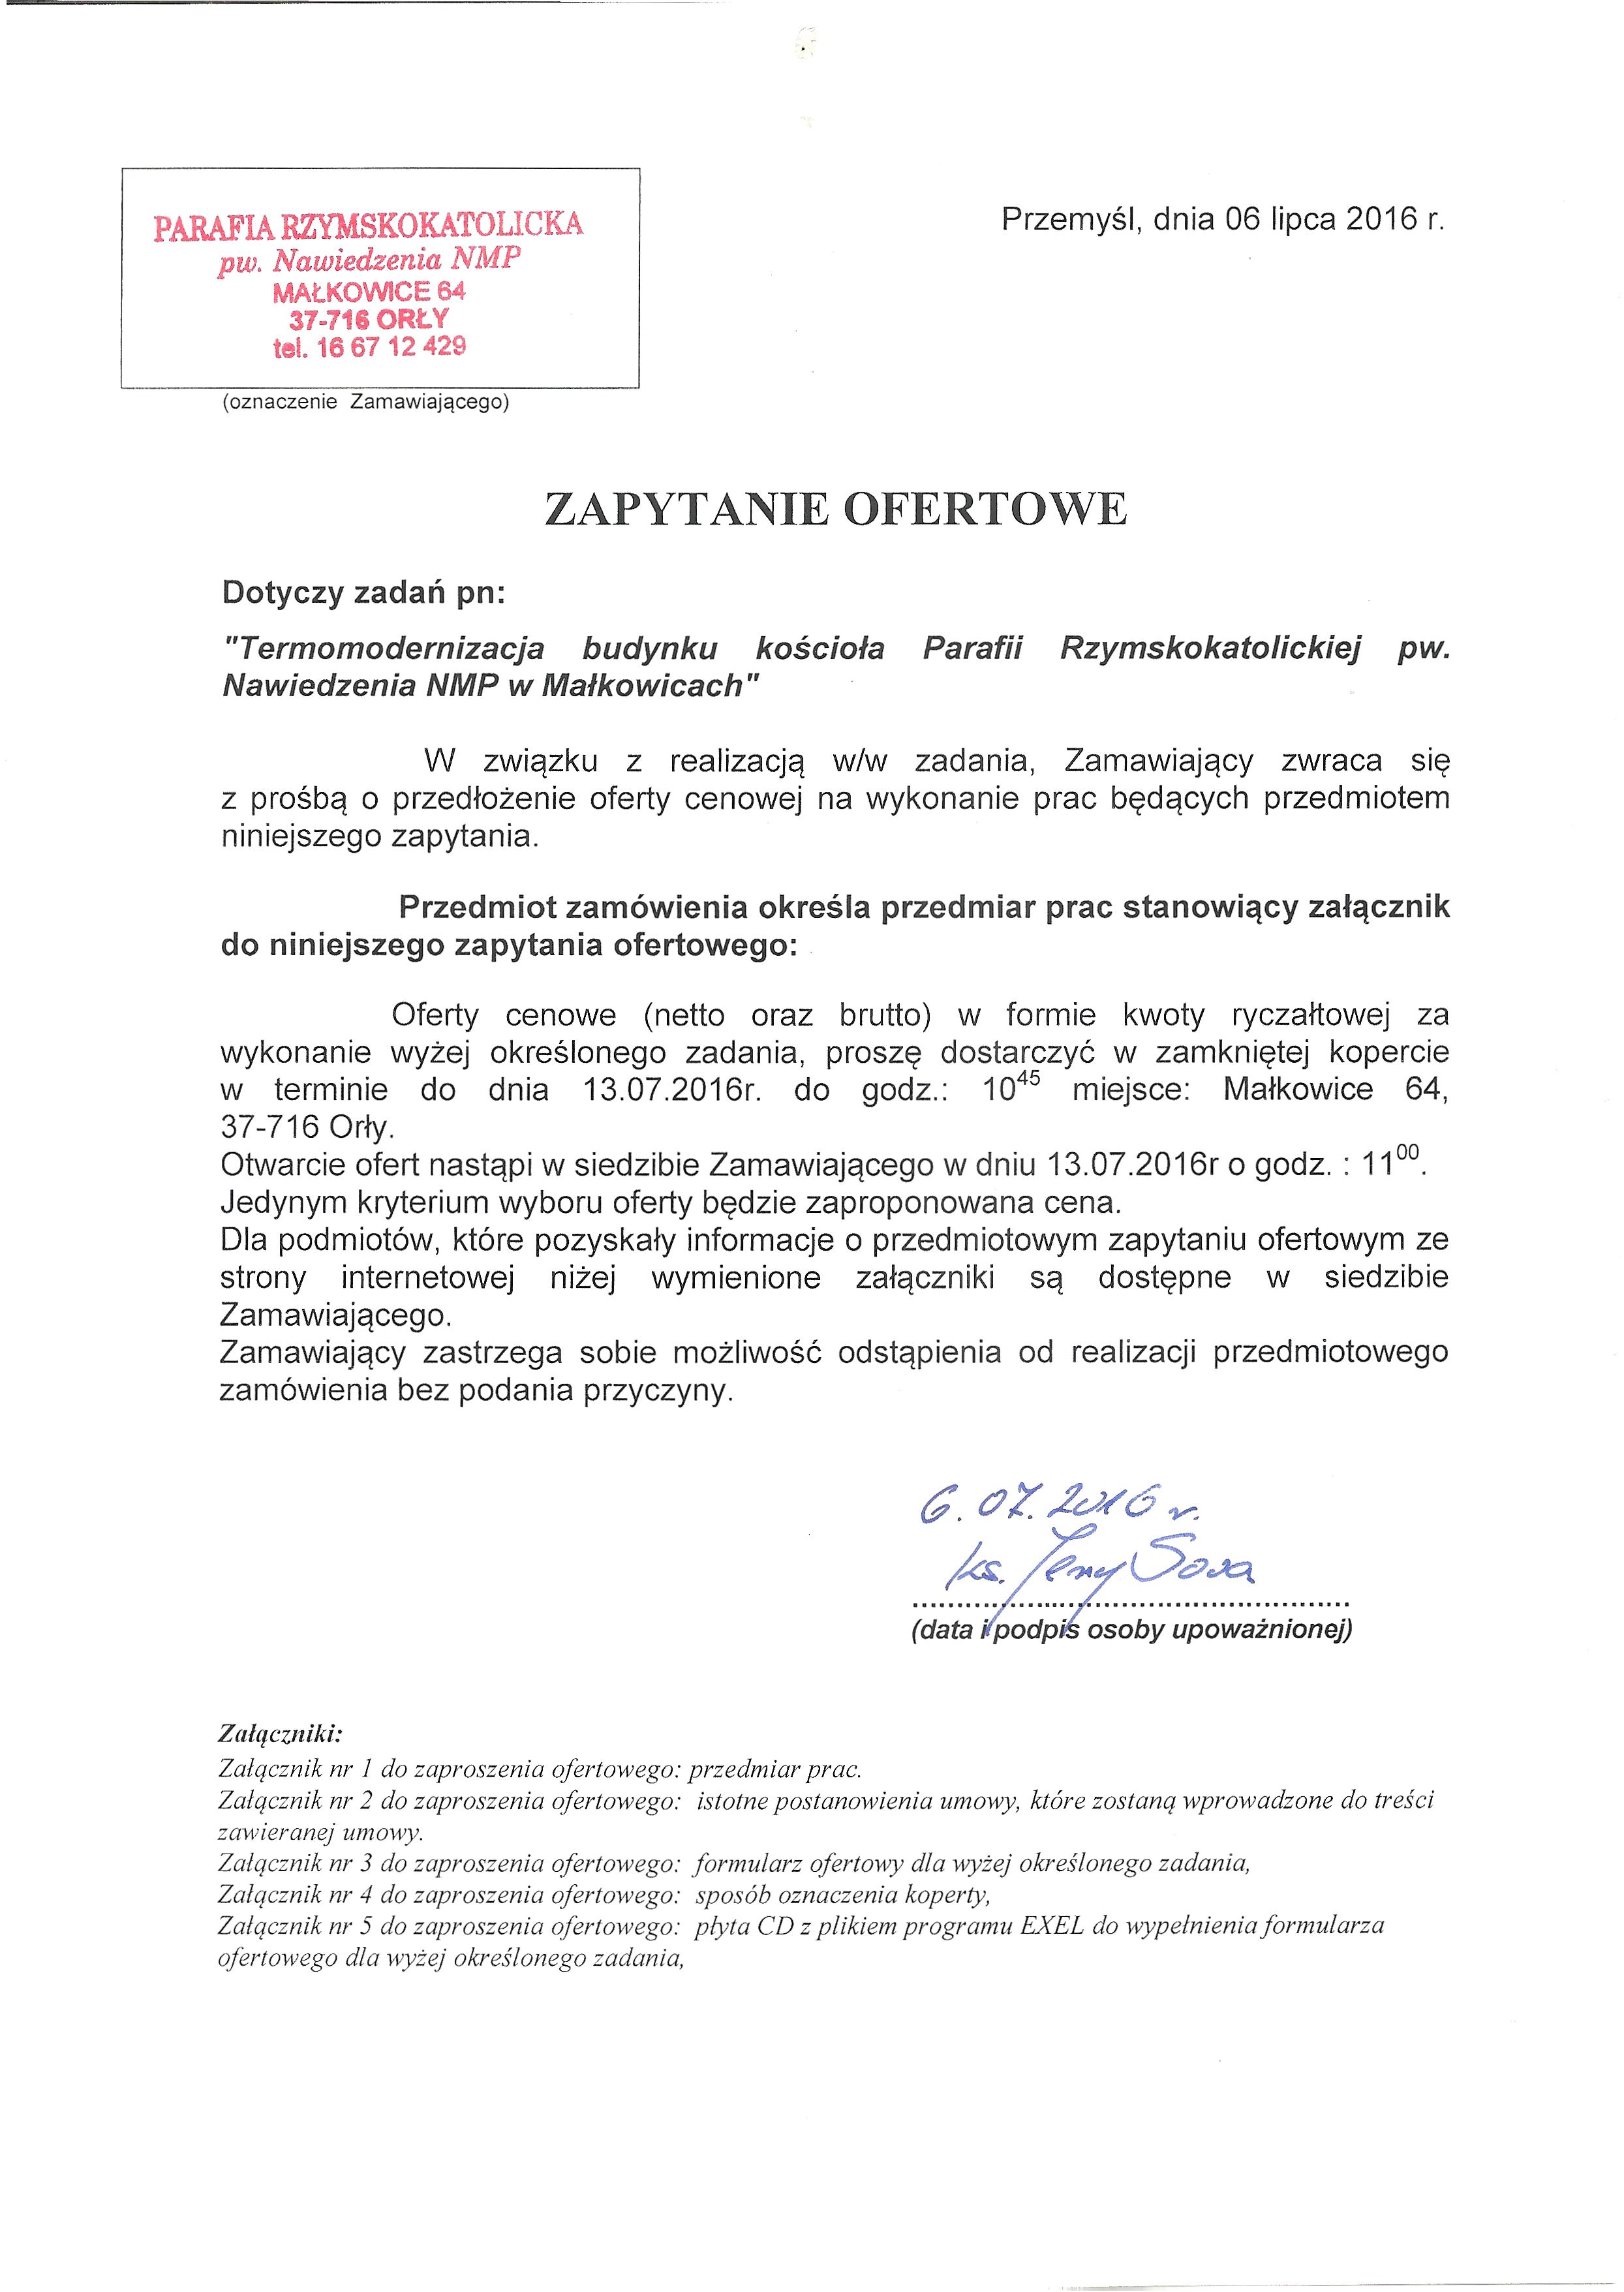 PARAFIA RZYMSKOKATOLICKA
pw. Nawiedzenia NMP
MAŁKOWICE 64
37-716 ORŁY
tel. 16 67 12 429
(oznaczenie Zamawiającego)
Przemyśl, dnia 06 lipca 2016 r.
ZAPYTANIE OFERTOWE
Dotyczy zadań pn:
"Termomodernizacja budynku kościoła Parafii Rzymskokatolickiej pw.
Nawiedzenia NMP w Małkowicach"
W związku z realizacją w/w zadania, Zamawiający zwraca się
z prośbą o przedłożenie oferty cenowej na wykonanie prac będących przedmiotem
niniejszego zapytania.
Przedmiot zamówienia określa przedmiar prac stanowiący załącznik
do niniejszego zapytania ofertowego:
Oferty cenowe (netto oraz brutto) w formie kwoty ryczałtowej za
wykonanie wyżej określonego zadania, proszę dostarczyć w zamkniętej kopercie
w terminie do dnia 13.07.2016r. do godz.: 10⁴⁵ miejsce: Małkowice 64,
37-716 Orły.
Otwarcie ofert nastąpi w siedzibie Zamawiającego w dniu 13.07.2016r o godz. : 11⁰⁰.
Jedynym kryterium wyboru oferty będzie zaproponowana cena.
Dla podmiotów, które pozyskały informacje o przedmiotowym zapytaniu ofertowym ze
strony internetowej niżej wymienione załączniki są dostępne w siedzibie
Zamawiającego.
Zamawiający zastrzega sobie możliwość odstąpienia od realizacji przedmiotowego
zamówienia bez podania przyczyny.
6.07.2016 r.
ks. Jerzy
(data i podpis osoby upoważnionej)
Załączniki:
Załącznik nr 1 do zaproszenia ofertowego: przedmiar prac.
Załącznik nr 2 do zaproszenia ofertowego: istotne postanowienia umowy, które zostaną wprowadzone do treści
zawieranej umowy.
Załącznik nr 3 do zaproszenia ofertowego: formularz ofertowy dla wyżej określonego zadania,
Załącznik nr 4 do zaproszenia ofertowego: sposób oznaczenia koperty,
Załącznik nr 5 do zaproszenia ofertowego: płyta CD z plikiem programu EXEL do wypełnienia formularza
ofertowego dla wyżej określonego zadania,